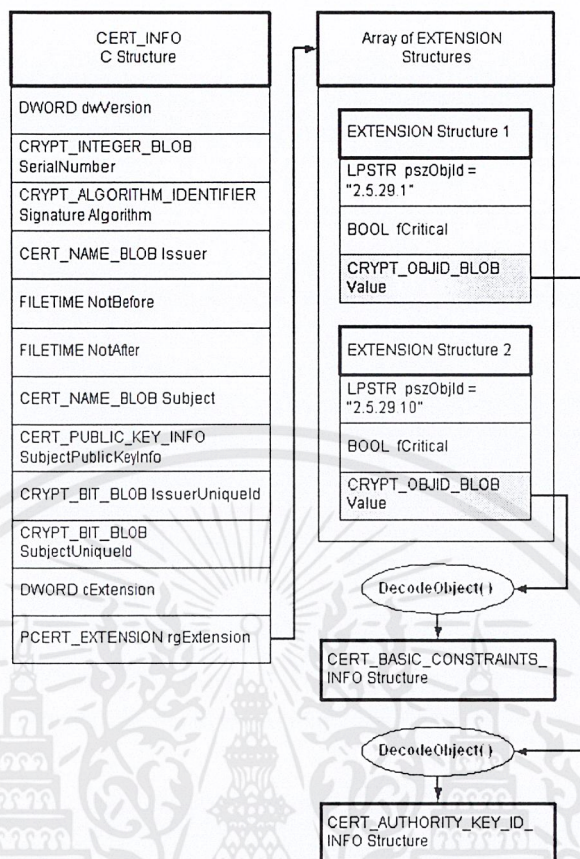 CERT_INFO
C Structure
DWORD dwVersion
CRYPT_INTEGER_BLOB
SerialNumber
CRYPT_ALGORITHM_IDENTIFIER
Signature Algorithm
CERT_NAME_BLOB Issuer
FILETIME NotBefore
FILETIME NotAfter
CERT_NAME_BLOB Subject
CERT_PUBLIC_KEY_INFO
SubjectPublicKeyInfo
CRYPT_BIT_BLOB IssuerUniqueId
CRYPT_BIT_BLOB
SubjectUniqueId
DWORD cExtension
PCERT_EXTENSION rgExtension
Array of EXTENSION
Structures
EXTENSION Structure 1
LPSTR pszObjId =
"2.5.29.1"
BOOL fCritical
CRYPT_OBJID_BLOB
Value
EXTENSION Structure 2
LPSTR pszObjId =
"2.5.29.10"
BOOL fCritical
CRYPT_OBJID_BLOB
Value
DecodeObject()
CERT_BASIC_CONSTRAINTS_
INFO Structure
DecodeObject()
CERT_AUTHORITY_KEY_ID_
INFO Structure